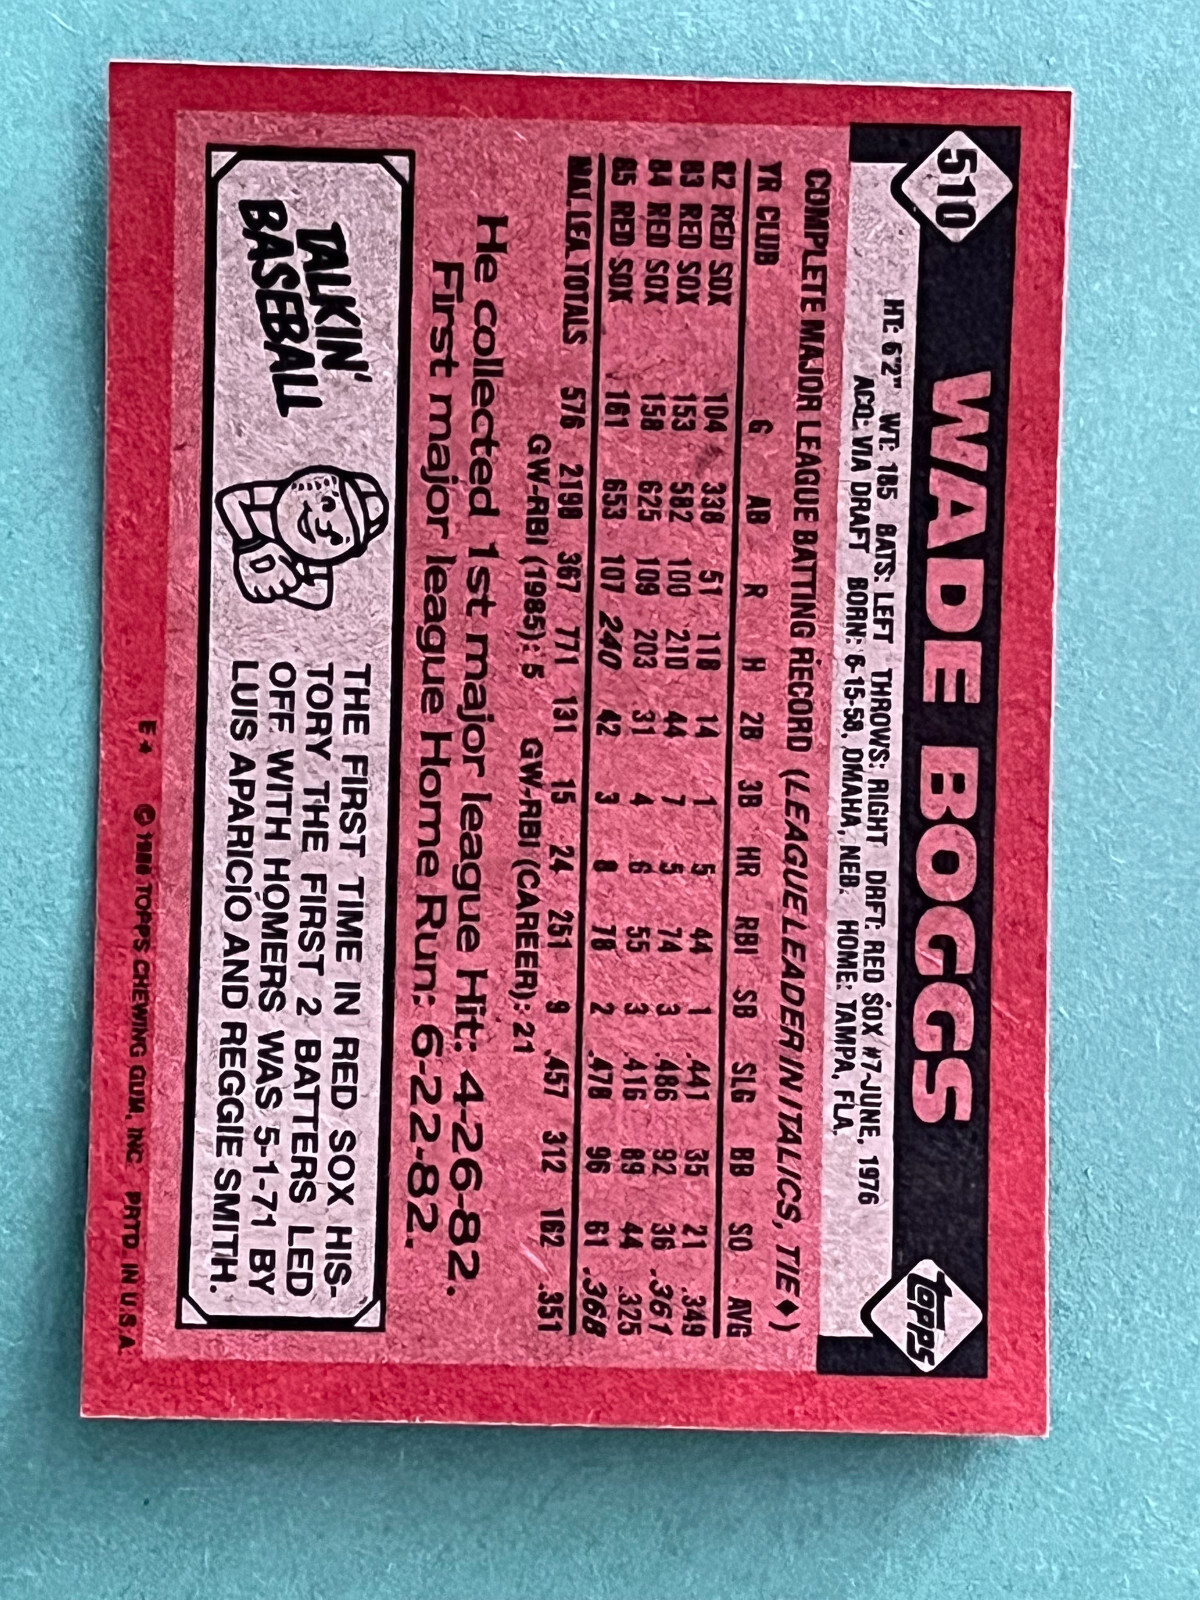 510
WADE BOGGS
topps
HT: 6'2" WT: 185 BATS: LEFT THROWS: RIGHT DRFT: RED SOX #7-JUNE, 1976
ACQ: VIA DRAFT BORN: 6-15-58, OMAHA, NEB. HOME: TAMPA, FLA.
COMPLETE MAJOR LEAGUE BATTING RECORD (LEAGUE LEADER IN ITALICS, TIE ♦)
YR CLUB G AB R H 2B 3B HR RBI SB SLG BB SO AVG
82 RED SOX 104 338 51 118 14 1 5 44 1 .441 35 21 .349
83 RED SOX 153 582 100 210 44 7 5 74 3 .486 92 36 .361
84 RED SOX 158 625 109 203 31 4 6 55 3 .416 89 44 .325
85 RED SOX 161 653 107 240 42 3 8 78 2 .478 96 61 .368
MAJ. LEA. TOTALS 576 2198 367 771 131 15 24 251 9 .457 312 162 .351
GW-RBI (1985): 5 GW-RBI (CAREER): 21
He collected 1st major league Hit: 4-26-82.
First major league Home Run: 6-22-82.
TALKIN'
BASEBALL
THE FIRST TIME IN RED SOX HIS-
TORY THE FIRST 2 BATTERS LED
OFF WITH HOMERS WAS 5-1-71 BY
LUIS APARICIO AND REGGIE SMITH.
E* © 1986 TOPPS CHEWING GUM, INC. PRTD. IN U.S.A.